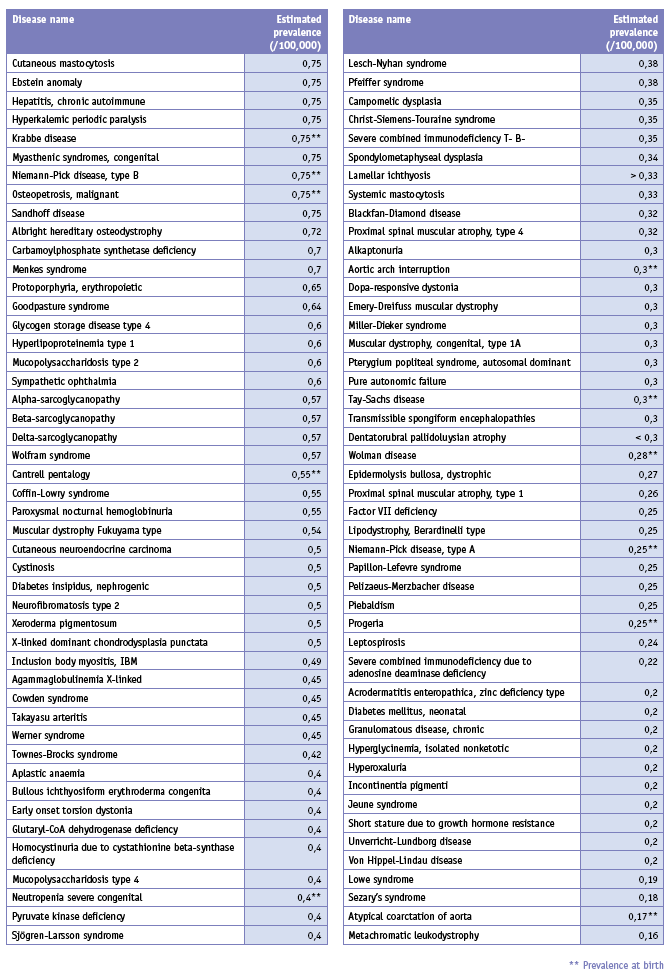 Disease name Estimated
prevalence
(/100,000)
Cutaneous mastocytosis 0,75
Ebstein anomaly 0,75
Hepatitis, chronic autoimmune 0,75
Hyperkalemic periodic paralysis 0,75
Krabbe disease 0,75**
Myasthenic syndromes, congenital 0,75
Niemann-Pick disease, type B 0,75**
Osteopetrosis, malignant 0,75**
Sandhoff disease 0,75
Albright hereditary osteodystrophy 0,72
Carbamoylphosphate synthetase deficiency 0,7
Menkes syndrome 0,7
Protoporphyria, erythropoietic 0,65
Goodpasture syndrome 0,64
Glycogen storage disease type 4 0,6
Hyperlipoproteinemia type 1 0,6
Mucopolysaccharidosis type 2 0,6
Sympathetic ophthalmia 0,6
Alpha-sarcoglycanopathy 0,57
Beta-sarcoglycanopathy 0,57
Delta-sarcoglycanopathy 0,57
Wolfram syndrome 0,57
Cantrell pentalogy 0,55**
Coffin-Lowry syndrome 0,55
Paroxysmal nocturnal hemoglobinuria 0,55
Muscular dystrophy Fukuyama type 0,54
Cutaneous neuroendocrine carcinoma 0,5
Cystinosis 0,5
Diabetes insipidus, nephrogenic 0,5
Neurofibromatosis type 2 0,5
Xeroderma pigmentosum 0,5
X-linked dominant chondrodysplasia punctata 0,5
Inclusion body myositis, IBM 0,49
Agammaglobulinemia X-linked 0,45
Cowden syndrome 0,45
Takayasu arteritis 0,45
Werner syndrome 0,45
Townes-Brocks syndrome 0,42
Aplastic anaemia 0,4
Bullous ichthyosiform erythroderma congenita 0,4
Early onset torsion dystonia 0,4
Glutaryl-CoA dehydrogenase deficiency 0,4
Homocystinuria due to cystathionine beta-synthase 0,4
deficiency
Mucopolysaccharidosis type 4 0,4
Neutropenia severe congenital 0,4**
Pyruvate kinase deficiency 0,4
Sjögren-Larsson syndrome 0,4
Disease name Estimated
prevalence
(/100,000)
Lesch-Nyhan syndrome 0,38
Pfeiffer syndrome 0,38
Campomelic dysplasia 0,35
Christ-Siemens-Touraine syndrome 0,35
Severe combined immunodeficiency T- B- 0,35
Spondylometaphyseal dysplasia 0,34
Lamellar ichthyosis > 0,33
Systemic mastocytosis 0,33
Blackfan-Diamond disease 0,32
Proximal spinal muscular atrophy, type 4 0,32
Alkaptonuria 0,3
Aortic arch interruption 0,3**
Dopa-responsive dystonia 0,3
Emery-Dreifuss muscular dystrophy 0,3
Miller-Dieker syndrome 0,3
Muscular dystrophy, congenital, type 1A 0,3
Pterygium popliteal syndrome, autosomal dominant 0,3
Pure autonomic failure 0,3
Tay-Sachs disease 0,3**
Transmissible spongiform encephalopathies 0,3
Dentatorubral pallidoluysian atrophy < 0,3
Wolman disease 0,28**
Epidermolysis bullosa, dystrophic 0,27
Proximal spinal muscular atrophy, type 1 0,26
Factor VII deficiency 0,25
Lipodystrophy, Berardinelli type 0,25
Niemann-Pick disease, type A 0,25**
Papillon-Lefevre syndrome 0,25
Pelizaeus-Merzbacher disease 0,25
Piebaldism 0,25
Progeria 0,25**
Leptospirosis 0,24
Severe combined immunodeficiency due to 0,22
adenosine deaminase deficiency
Acrodermatitis enteropathica, zinc deficiency type 0,2
Diabetes mellitus, neonatal 0,2
Granulomatous disease, chronic 0,2
Hyperglycinemia, isolated nonketotic 0,2
Hyperoxaluria 0,2
Incontinentia pigmenti 0,2
Jeune syndrome 0,2
Short stature due to growth hormone resistance 0,2
Unverricht-Lundborg disease 0,2
Von Hippel-Lindau disease 0,2
Lowe syndrome 0,19
Sezary's syndrome 0,18
Atypical coarctation of aorta 0,17**
Metachromatic leukodystrophy 0,16
** Prevalence at birth